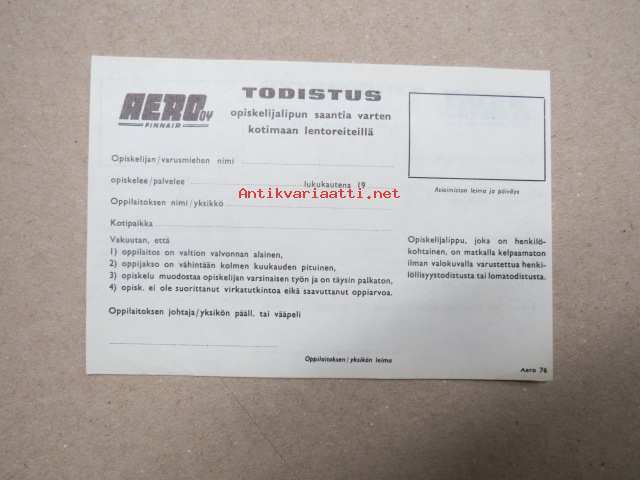 AERO OY
FINNAIR
TODISTUS
opiskelijalipun saantia varten
kotimaan lentoreiteillä
Opiskelijan/varusmiehen nimi
opiskelee/palvelee lukukautena 19
Oppilaitoksen nimi/yksikkö
Kotipaikka
Vakuutan, että
1) oppilaitos on valtion valvonnan alainen,
2) oppijakso on vähintään kolmen kuukauden pituinen,
3) opiskelu muodostaa opiskelijan varsinaisen työn ja on täysin palkaton,
4) opisk. ei ole suorittanut virkatutkintoa eikä saavuttanut oppiarvoa.
Oppilaitoksen johtaja/yksikön pääll. tai vääpeli
Oppilaitoksen/yksikön leima
Asioimiston leima ja päiväys
Opiskelijalippu, joka on henkilö-
kohtainen, on matkalla kelpaamaton
ilman valokuvalla varustettua henki-
löllisyystodistusta tai lomatodistusta.
Aero 76
Antikvariaatti.net